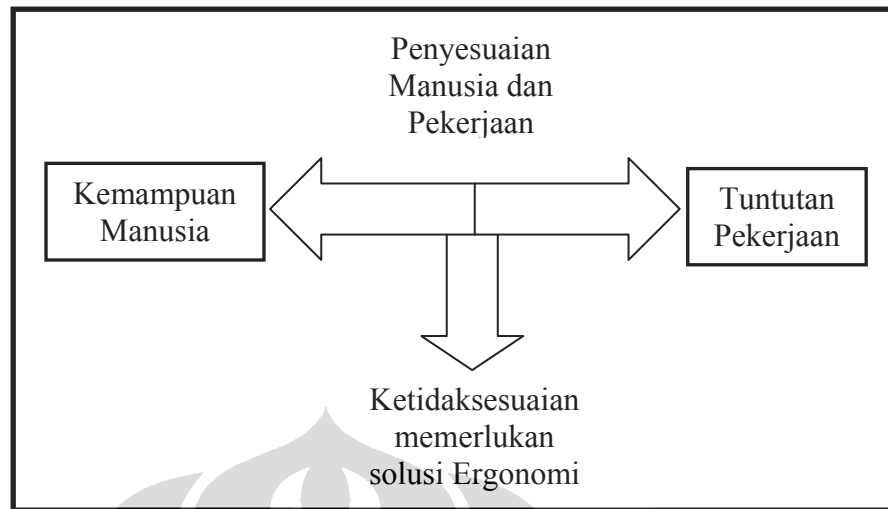 Penyesuaian
Manusia dan
Pekerjaan
Kemampuan
Manusia
Tuntutan
Pekerjaan
Ketidaksesuaian
memerlukan
solusi Ergonomi